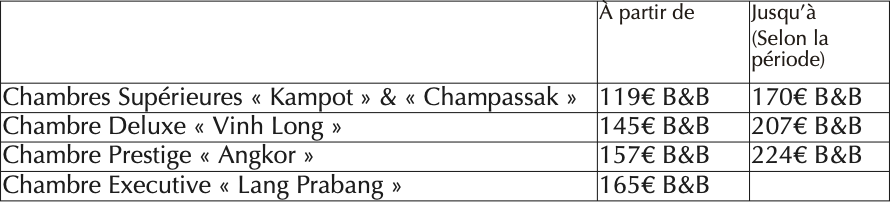 À partir de Jusqu’à
(Selon la
période)
Chambres Supérieures « Kampot » & « Champassak » 119€ B&B 170€ B&B
Chambre Deluxe « Vinh Long » 145€ B&B 207€ B&B
Chambre Prestige « Angkor » 157€ B&B 224€ B&B
Chambre Executive « Lang Prabang » 165€ B&B